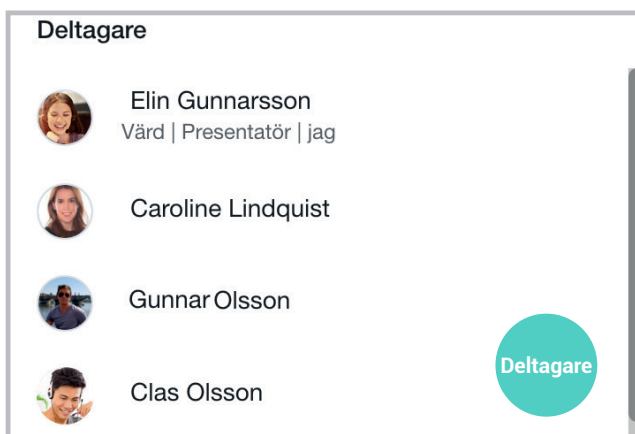 Deltagare
Elin Gunnarsson
Värd | Presentatör | jag
Caroline Lindquist
Gunnar Olsson
Deltagare
Clas Olsson